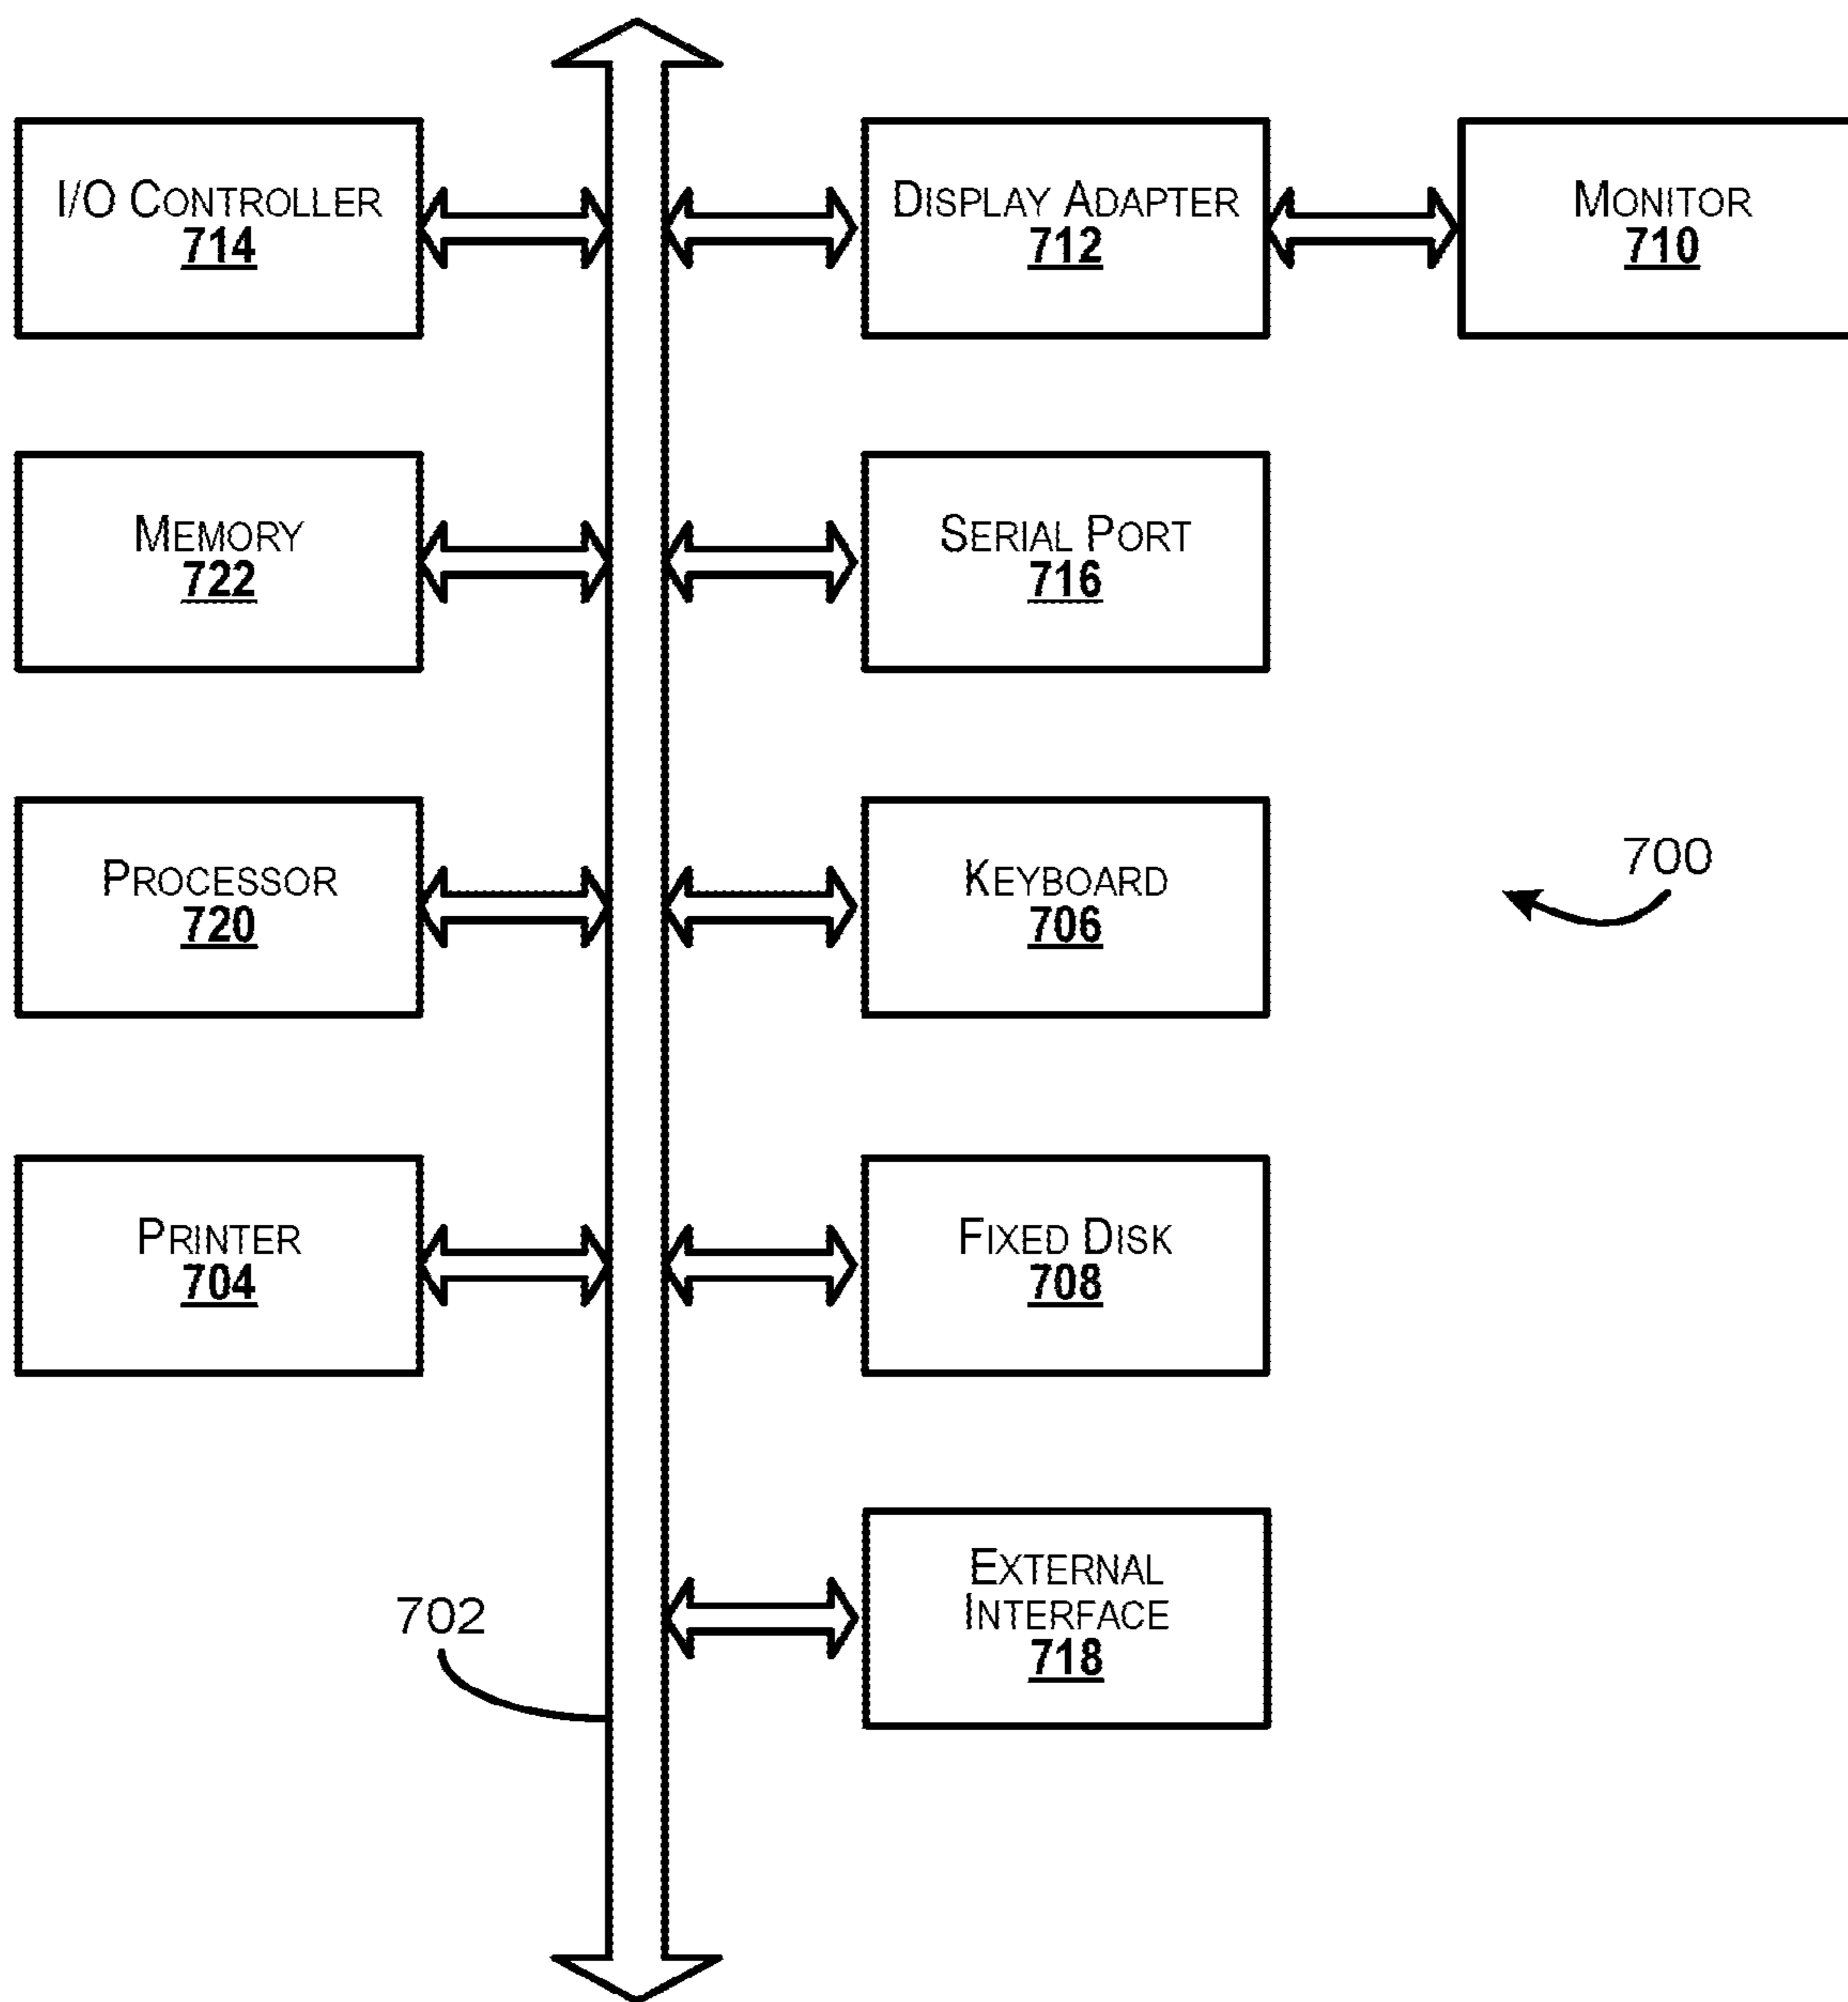 I/O CONTROLLER
714
DISPLAY ADAPTER
712
MONITOR
710
MEMORY
722
SERIAL PORT
716
PROCESSOR
720
KEYBOARD
706
700
PRINTER
704
FIXED DISK
708
702
EXTERNAL
INTERFACE
718